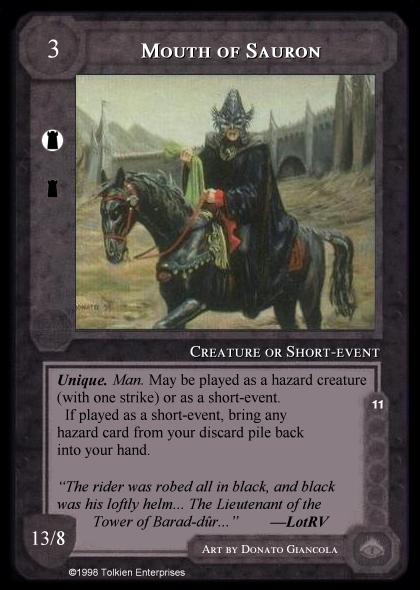 3
Mouth of Sauron
Creature or Short-event
Unique. Man. May be played as a hazard creature
(with one strike) or as a short-event.
If played as a short-event, bring any
hazard card from your discard pile back
into your hand.
11
“The rider was robed all in black, and black
was his loftly helm... The Lieutenant of the
Tower of Barad-dûr...” —LotRV
13/8
Art by Donato Giancola
©1998 Tolkien Enterprises